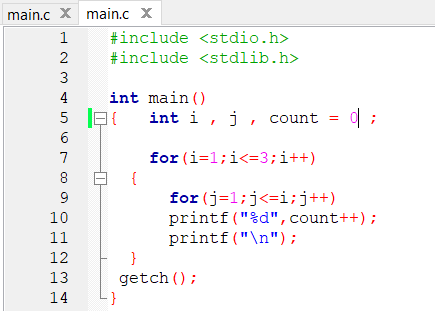 main.c X main.c X
1 #include <stdio.h>
2 #include <stdlib.h>
3
4 int main()
5 { int i , j , count = 0 ;
6
7 for(i=1;i<=3;i++)
8 {
9 for(j=1;j<=i;j++)
10 printf("%d",count++);
11 printf("\n");
12 }
13 getch();
14 }